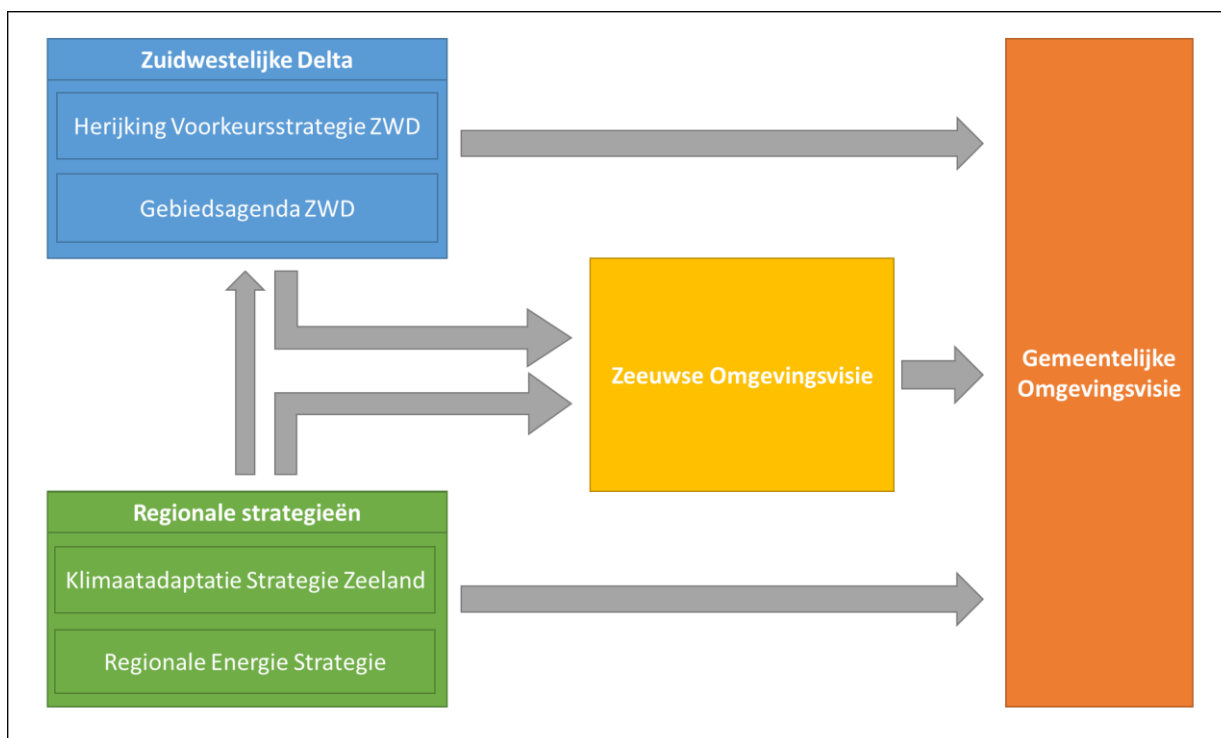 Zuidwestelijke Delta
Herijking Voorkeursstrategie ZWD
Gebiedsagenda ZWD
Zeeuwse Omgevingsvisie
Gemeentelijke
Omgevingsvisie
Regionale strategieën
Klimaatadaptatie Strategie Zeeland
Regionale Energie Strategie